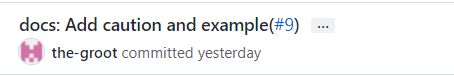 docs: Add caution and example(#9) ...
the-groot committed yesterday